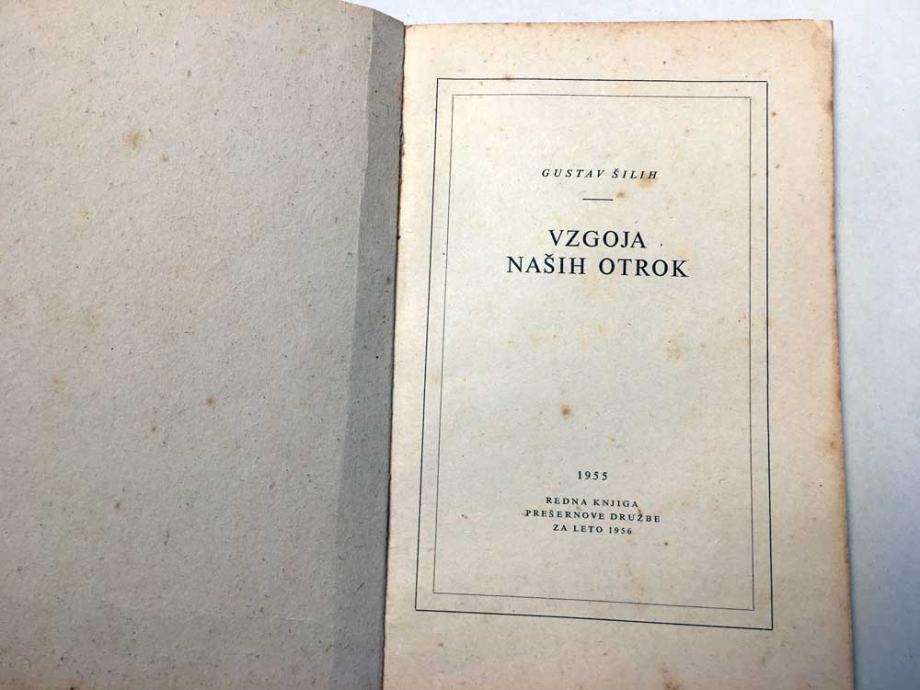 GUSTAV ŠILIH
VZGOJA
NAŠIH OTROK
1955
REDNA KNJIGA
PREŠERNOVE DRUŽBE
ZA LETO 1956